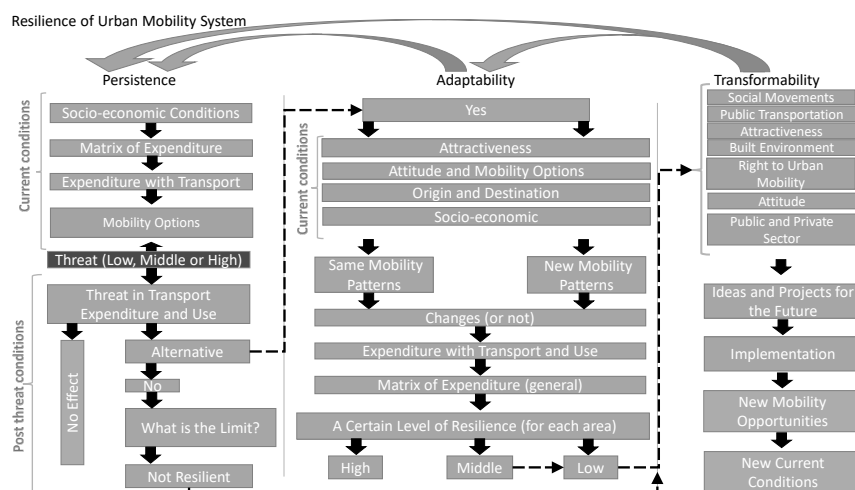 Resilience of Urban Mobility System
Persistence
Current conditions
Socio-economic Conditions
Matrix of Expenditure
Expenditure with Transport
Mobility Options
Threat (Low, Middle or High)
Post threat conditions
Threat in Transport
Expenditure and Use
No Effect
Alternative
No
What is the Limit?
Not Resilient
Adaptability
Yes
Current conditions
Attractiveness
Attitude and Mobility Options
Origin and Destination
Socio-economic
Same Mobility
Patterns
New Mobility
Patterns
Changes (or not)
Expenditure with Transport and Use
Matrix of Expenditure (general)
A Certain Level of Resilience (for each area)
High
Middle
Low
Transformability
Social Movements
Public Transportation
Attractiveness
Built Environment
Right to Urban
Mobility
Attitude
Public and Private
Sector
Ideas and Projects for
the Future
Implementation
New Mobility
Opportunities
New Current
Conditions